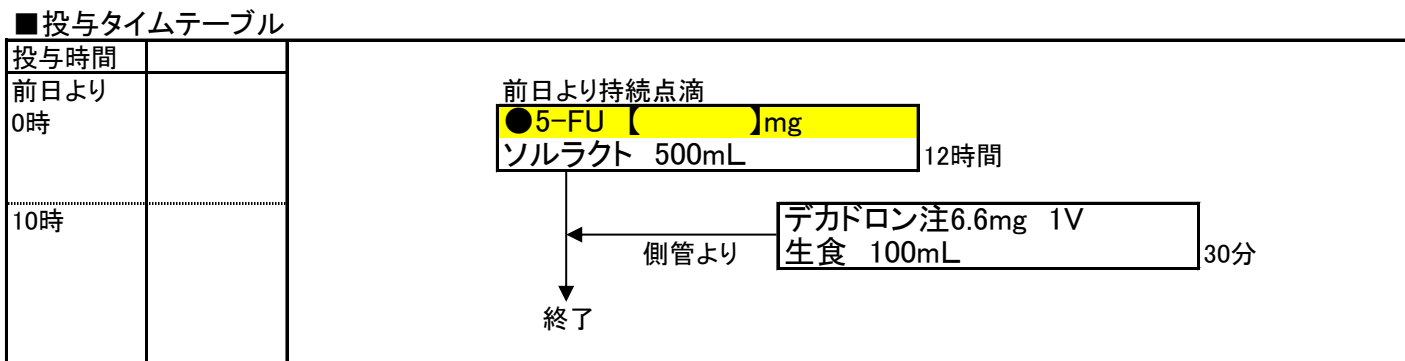 ■投与タイムテーブル
投与時間
前日より
0時
前日より持続点滴
●5-FU 【　　　　】mg
ソルラクト 500mL
12時間
10時
デカドロン注6.6mg 1V
生食 100mL
30分
側管より
終了